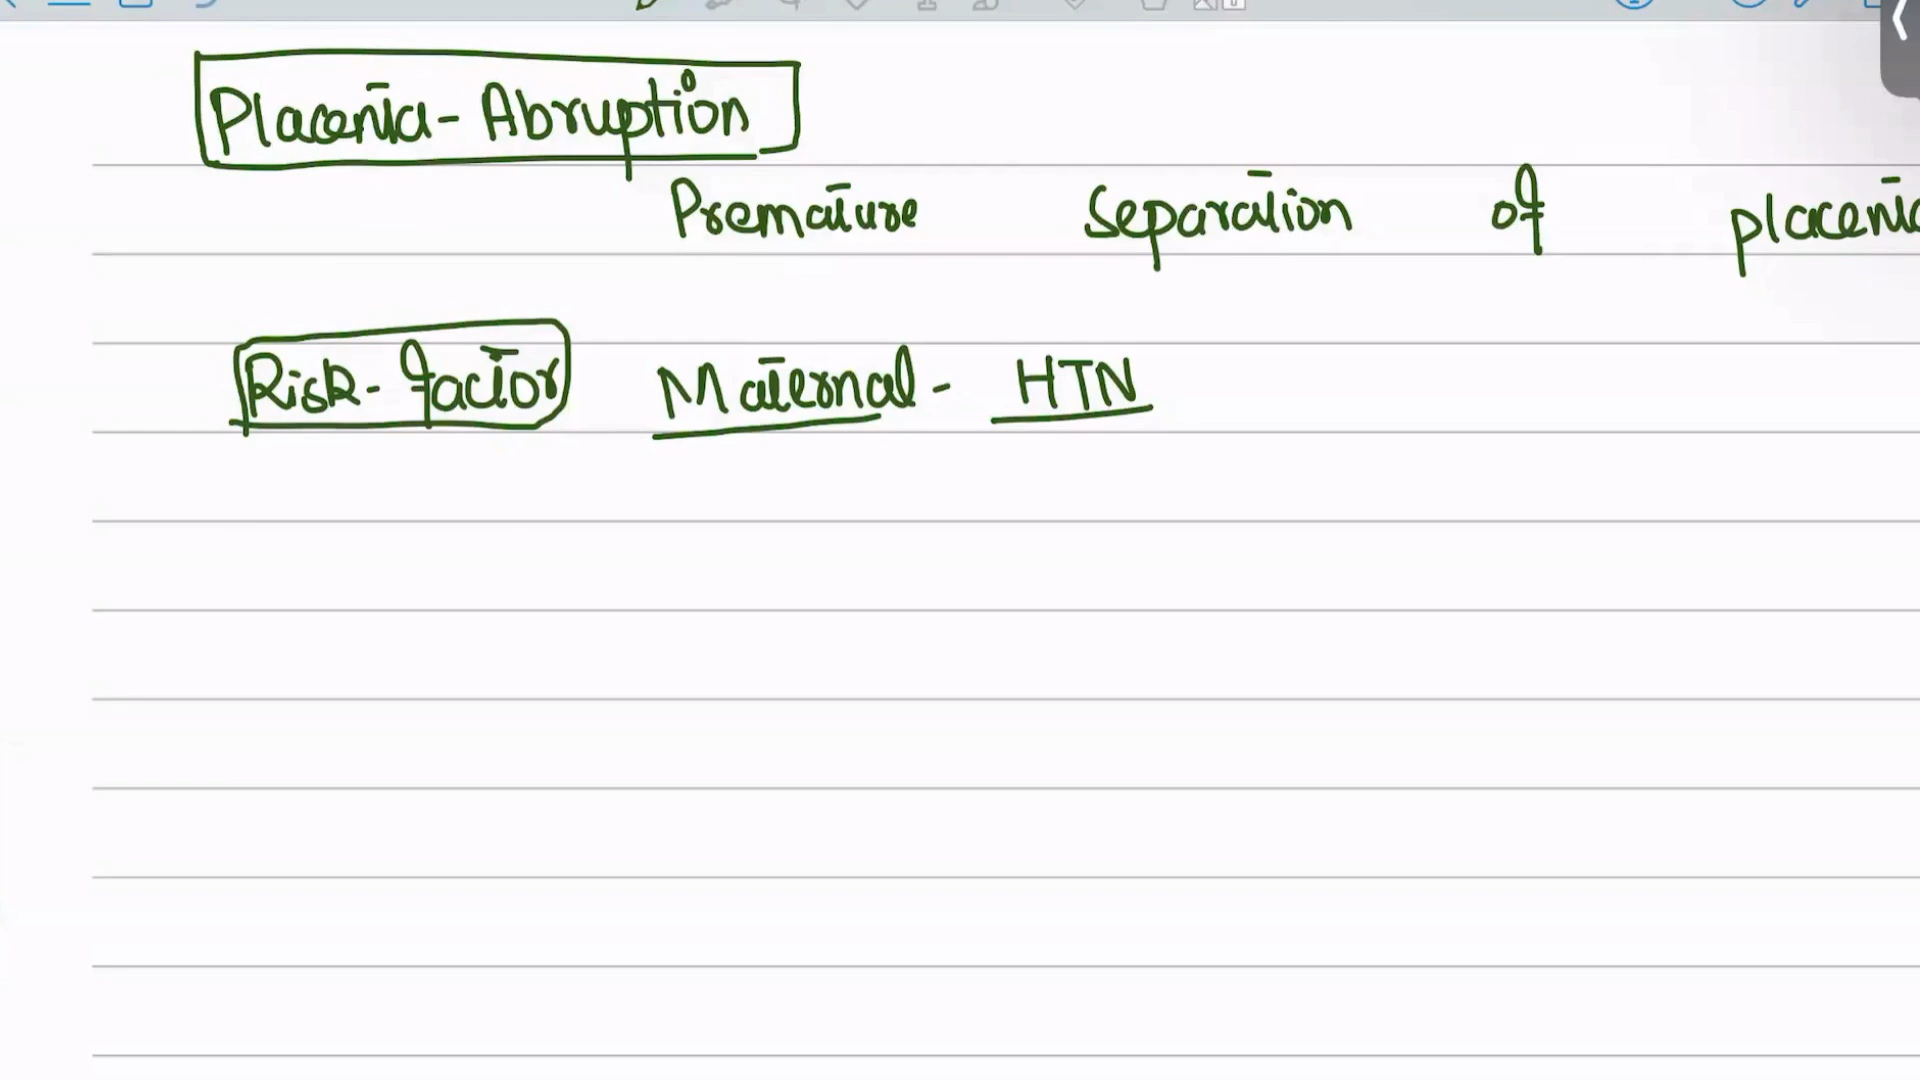 Placenta - Abruption
Premature separation of placenta
Risk - factor Maternal - HTN